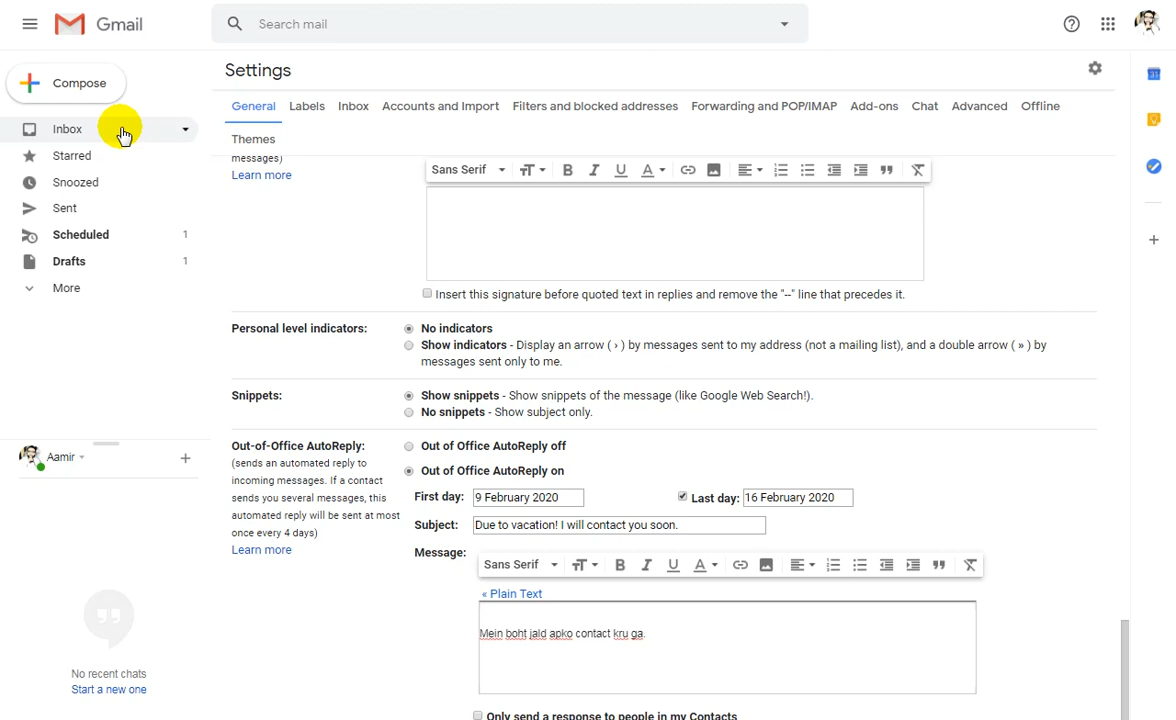 Gmail
Search mail
Compose
Inbox
Starred
Snoozed
Sent
Scheduled 1
Drafts 1
More
Aamir
No recent chats
Start a new one
Settings
General Labels Inbox Accounts and Import Filters and blocked addresses Forwarding and POP/IMAP Add-ons Chat Advanced Offline
Themes
messages)
Learn more
Sans Serif
Insert this signature before quoted text in replies and remove the "--" line that precedes it.
Personal level indicators:
No indicators
Show indicators - Display an arrow ( › ) by messages sent to my address (not a mailing list), and a double arrow ( » ) by
messages sent only to me.
Snippets:
Show snippets - Show snippets of the message (like Google Web Search!).
No snippets - Show subject only.
Out-of-Office AutoReply:
(sends an automated reply to
incoming messages. If a contact
sends you several messages, this
automated reply will be sent at most
once every 4 days)
Learn more
Out of Office AutoReply off
Out of Office AutoReply on
First day: 9 February 2020 Last day: 16 February 2020
Subject: Due to vacation! I will contact you soon.
Message:
Sans Serif
« Plain Text
Mein boht jald apko contact kru ga.
Only send a response to people in my Contacts
31